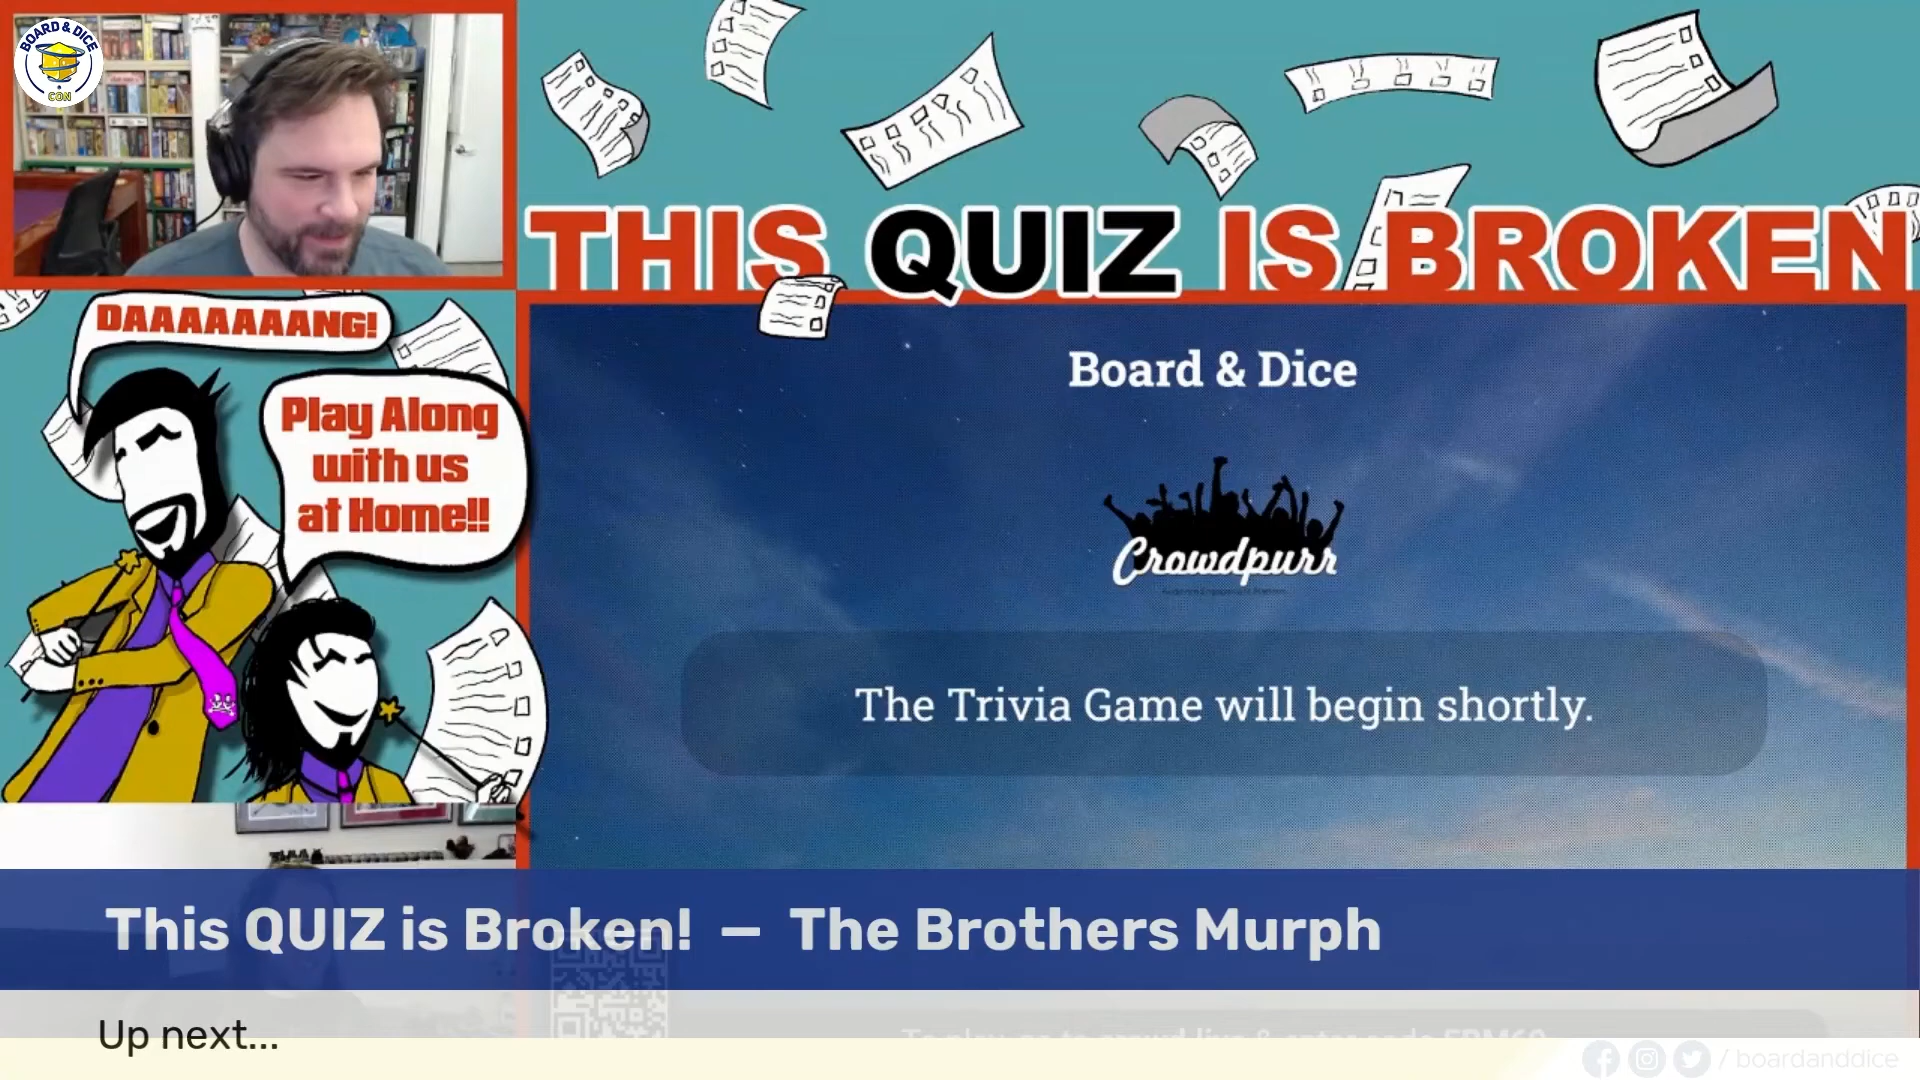 BOARD & DICE
CON
THIS QUIZ IS BROKEN
DAAAAAAANG!
Play Along
with us
at Home!!
Board & Dice
Crowdpurr
The Trivia Game will begin shortly.
This QUIZ is Broken! — The Brothers Murph
Up next...
/ boardanddice